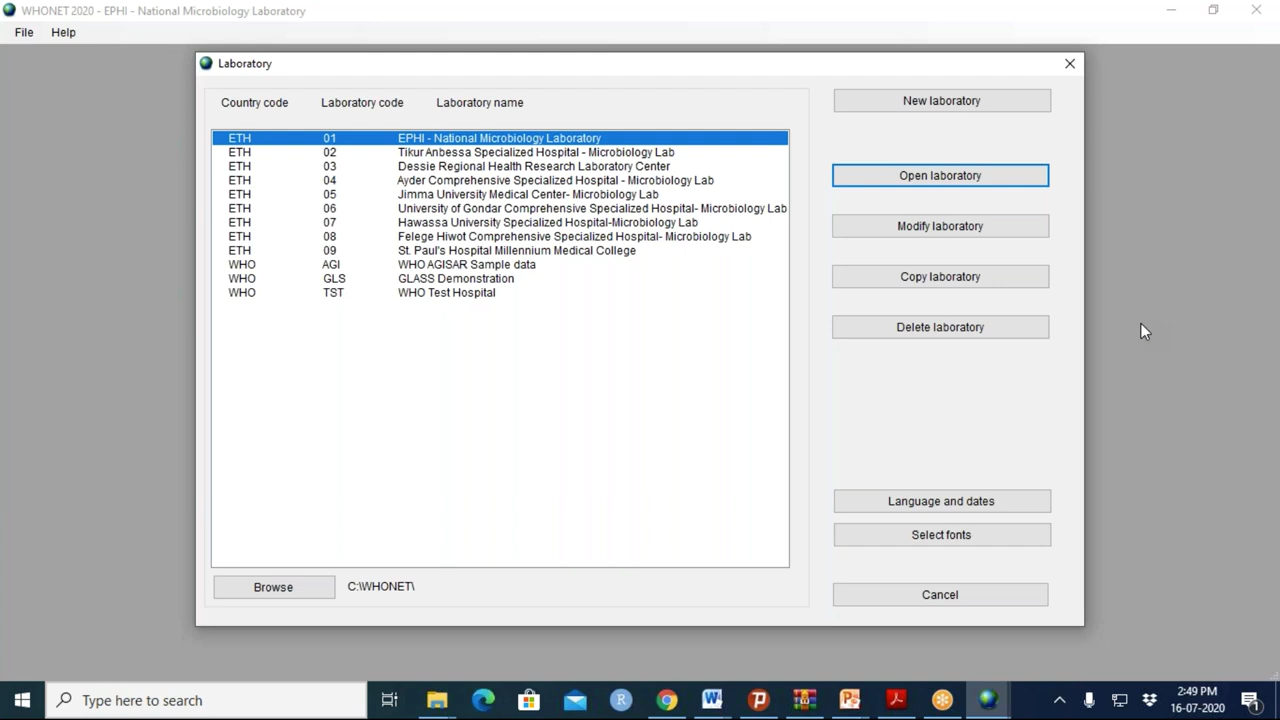 WHONET 2020 - EPHI - National Microbiology Laboratory
File Help
Laboratory
Country code Laboratory code Laboratory name
New laboratory
ETH 01 EPHI - National Microbiology Laboratory
ETH 02 Tikur Anbessa Specialized Hospital - Microbiology Lab
ETH 03 Dessie Regional Health Research Laboratory Center
ETH 04 Ayder Comprehensive Specialized Hospital - Microbiology Lab
ETH 05 Jimma University Medical Center- Microbiology Lab
ETH 06 University of Gondar Comprehensive Specialized Hospital- Microbiology Lab
ETH 07 Hawassa University Specialized Hospital-Microbiology Lab
ETH 08 Felege Hiwot Comprehensive Specialized Hospital- Microbiology Lab
ETH 09 St. Paul's Hospital Millennium Medical College
WHO AGI WHO AGISAR Sample data
WHO GLS GLASS Demonstration
WHO TST WHO Test Hospital
Open laboratory
Modify laboratory
Copy laboratory
Delete laboratory
Language and dates
Select fonts
Browse C:\WHONET\
Cancel
Type here to search
2:49 PM
16-07-2020